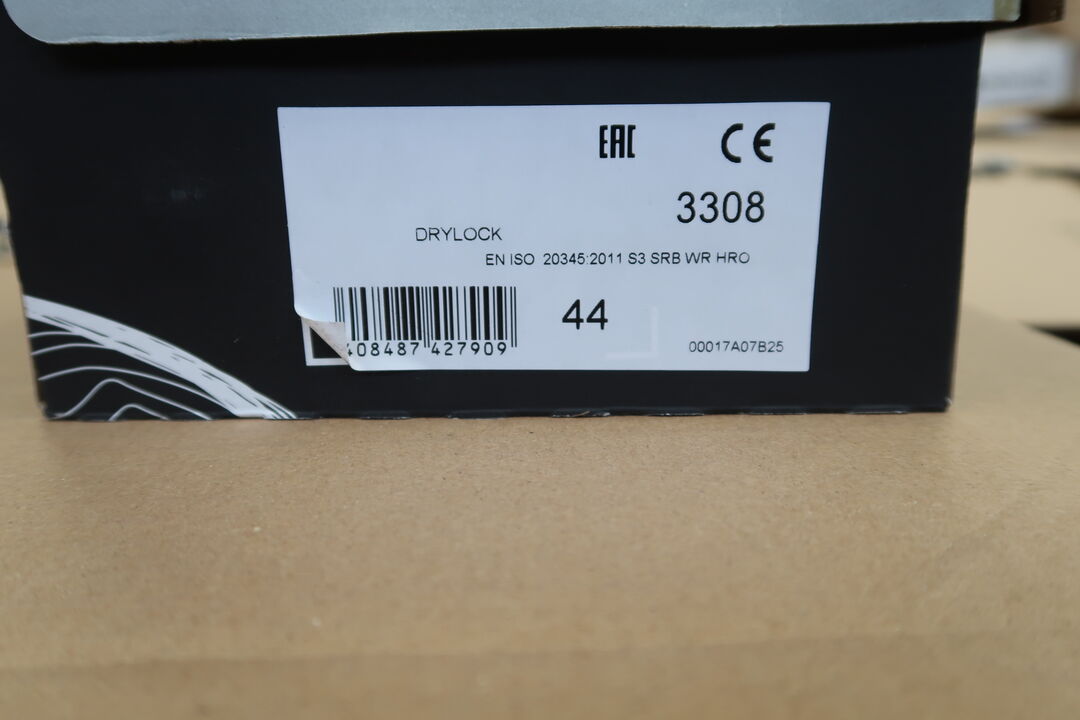 EAC CE
3308
DRYLOCK
EN ISO 20345:2011 S3 SRB WR HRO
44
408487 427909
00017A07B25